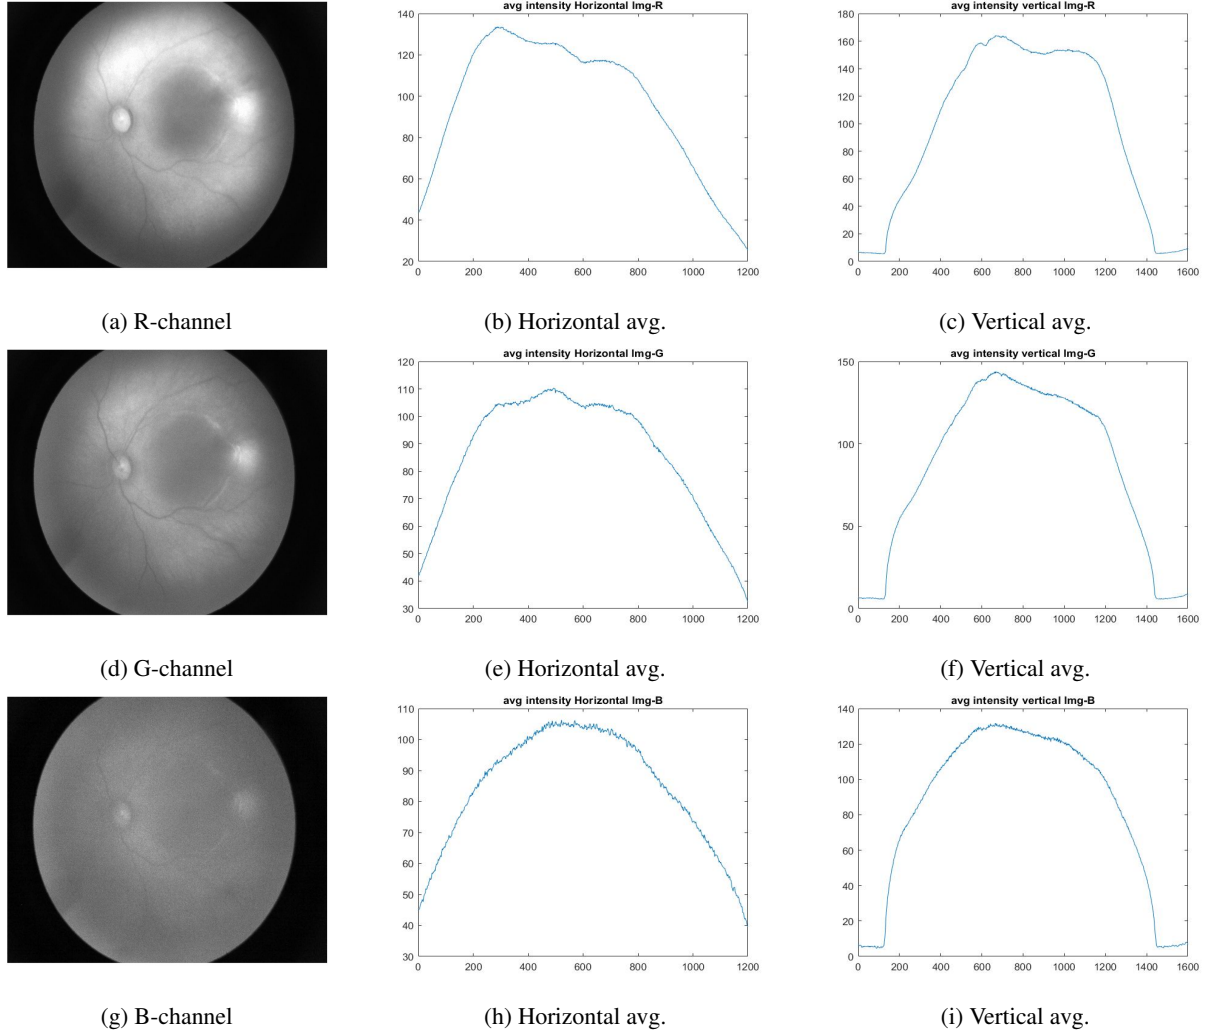 avg intensity Horizontal Img-R
140
120
100
80
60
40
20
0 200 400 600 800 1000 1200
avg intensity vertical Img-R
180
160
140
120
100
80
60
40
20
0
0 200 400 600 800 1000 1200 1400 1600
(a) R-channel
(b) Horizontal avg.
(c) Vertical avg.
avg intensity Horizontal Img-G
120
110
100
90
80
70
60
50
40
30
0 200 400 600 800 1000 1200
avg intensity vertical Img-G
150
100
50
0
0 200 400 600 800 1000 1200 1400 1600
(d) G-channel
(e) Horizontal avg.
(f) Vertical avg.
avg intensity Horizontal Img-B
110
100
90
80
70
60
50
40
30
0 200 400 600 800 1000 1200
avg intensity vertical Img-B
140
120
100
80
60
40
20
0
0 200 400 600 800 1000 1200 1400 1600
(g) B-channel
(h) Horizontal avg.
(i) Vertical avg.